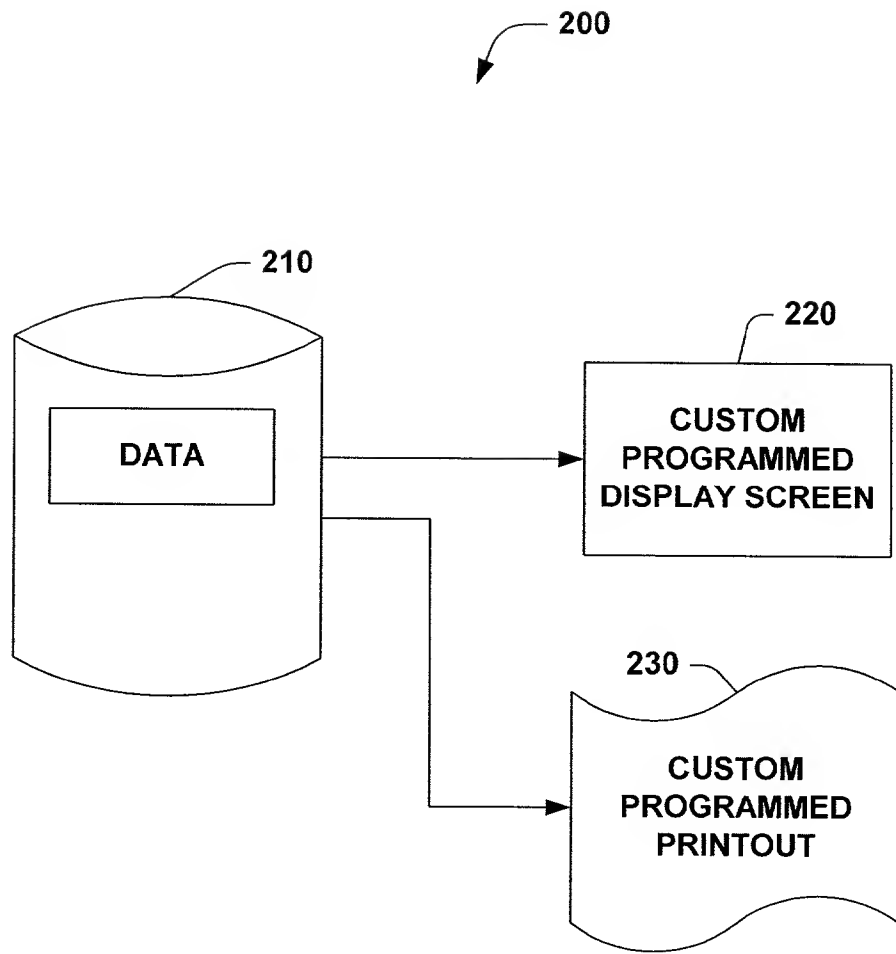 200
210
DATA
220
CUSTOM
PROGRAMMED
DISPLAY SCREEN
230
CUSTOM
PROGRAMMED
PRINTOUT